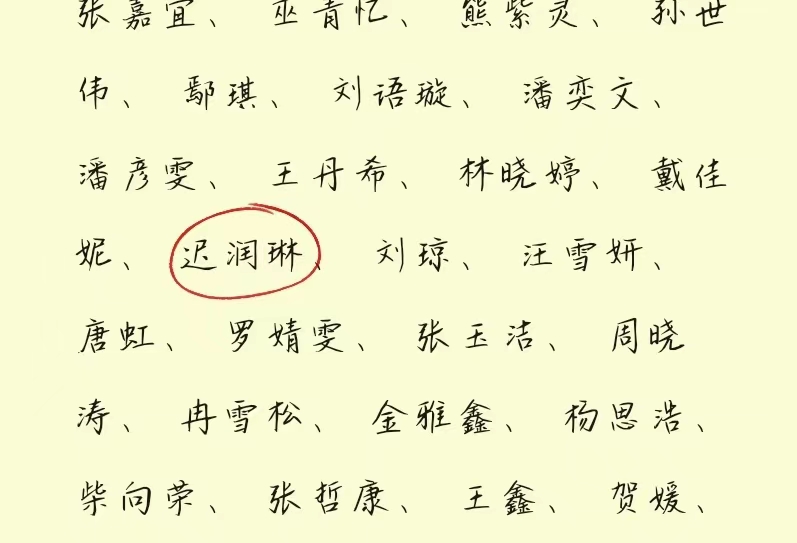 张嘉宜、 巫青忆、 熊紫灵、 孙世
伟、 鄢琪、 刘语璇、 潘奕文、
潘彦雯、 王丹希、 林晓婷、 戴佳
妮、 迟润琳、 刘琼、 汪雪妍、
唐虹、 罗婧雯、 张玉洁、 周晓
涛、 冉雪松、 金雅鑫、 杨思浩、
柴向荣、 张哲康、 王鑫、 贺媛、